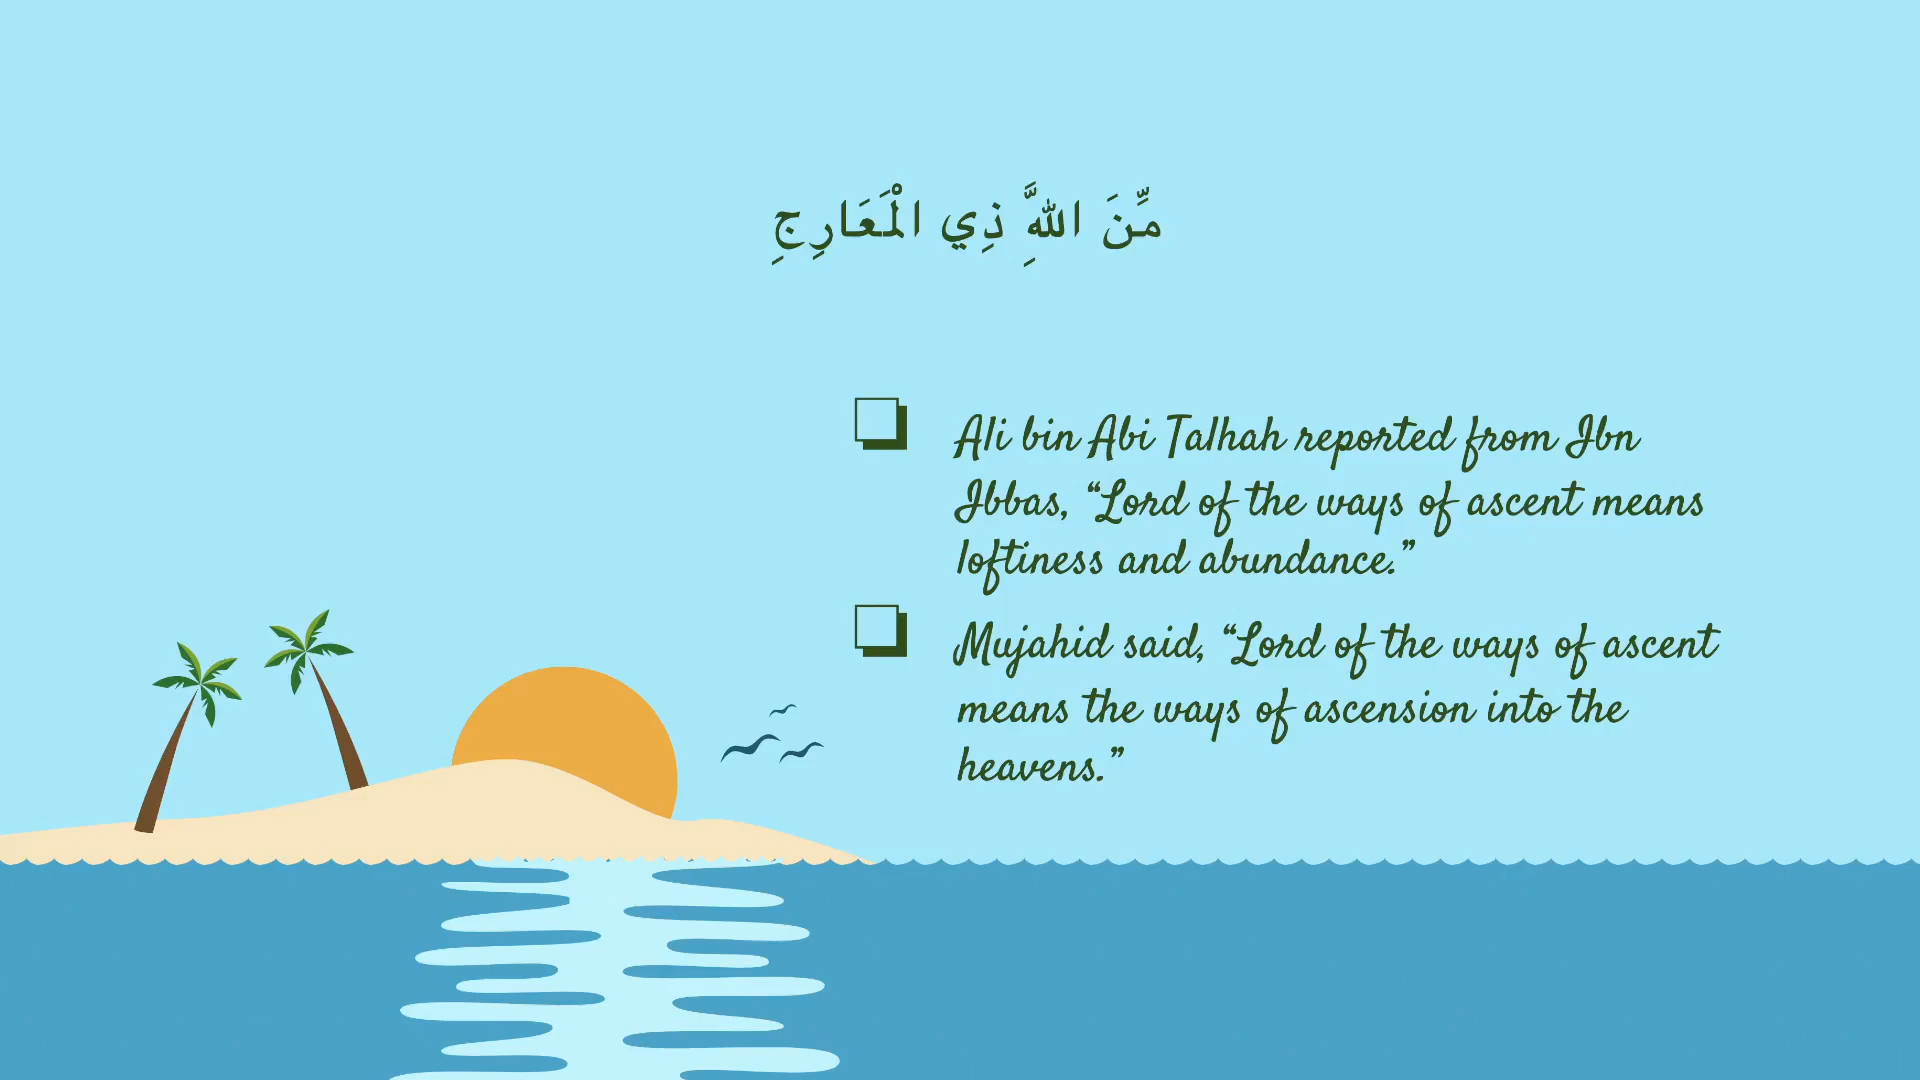 مِّنَ اللَّهِ ذِي الْمَعَارِجِ
Ali bin Abi Talhah reported from Ibn
Ibbas, “Lord of the ways of ascent means
loftiness and abundance.”
Mujahid said, “Lord of the ways of ascent
means the ways of ascension into the
heavens.”